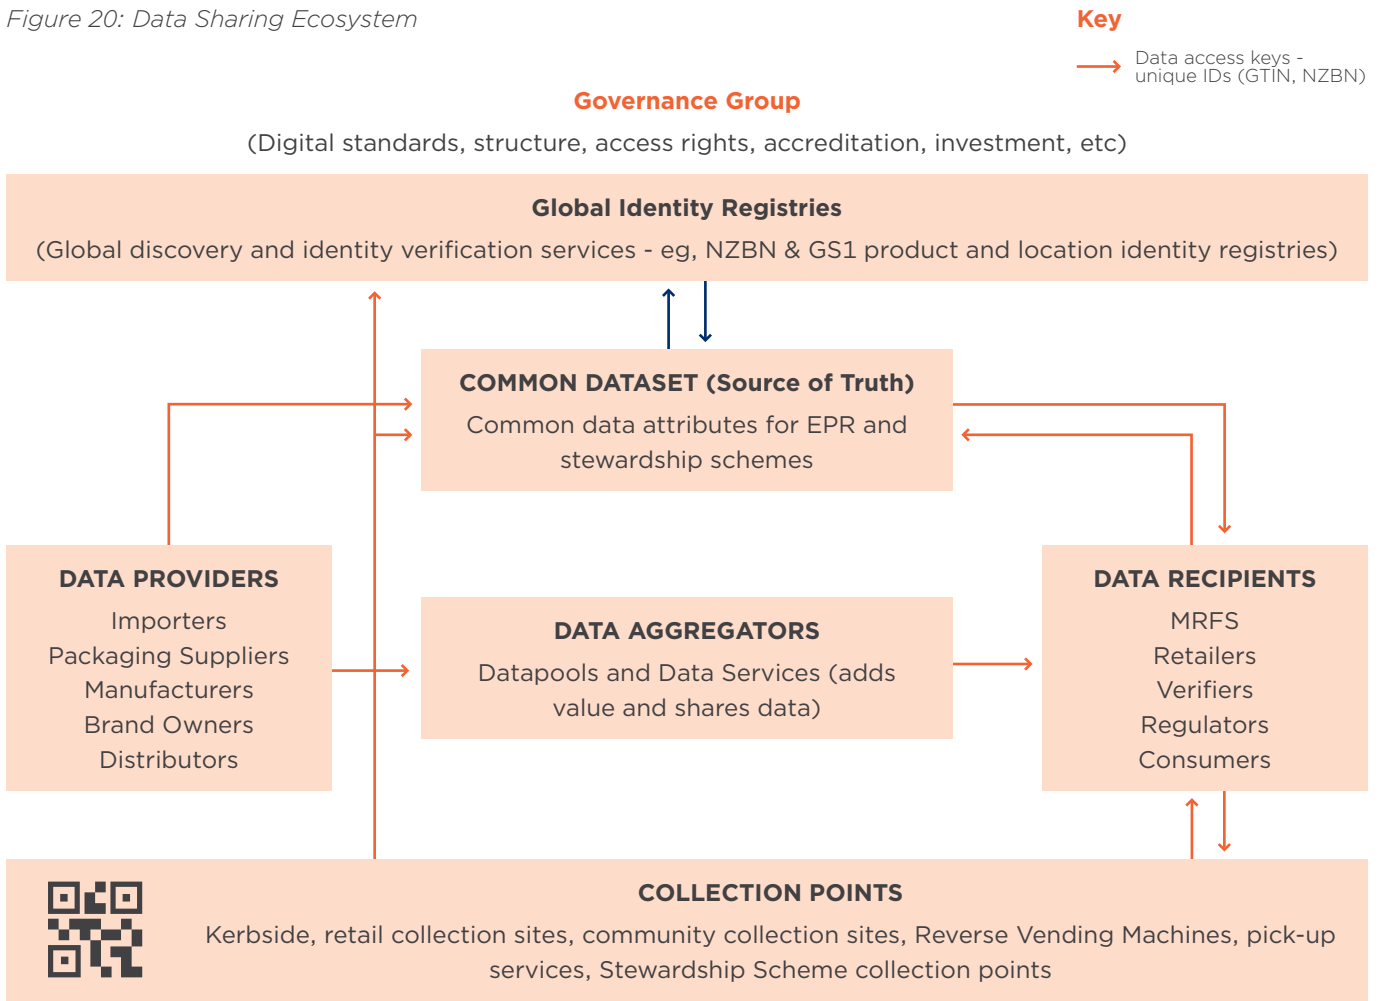 Figure 20: Data Sharing Ecosystem
Key
Data access keys -
unique IDs (GTIN, NZBN)
Governance Group
(Digital standards, structure, access rights, accreditation, investment, etc)
Global Identity Registries
(Global discovery and identity verification services - eg, NZBN & GS1 product and location identity registries)
COMMON DATASET (Source of Truth)
Common data attributes for EPR and
stewardship schemes
DATA PROVIDERS
Importers
Packaging Suppliers
Manufacturers
Brand Owners
Distributors
DATA AGGREGATORS
Datapools and Data Services (adds
value and shares data)
DATA RECIPIENTS
MRFS
Retailers
Verifiers
Regulators
Consumers
COLLECTION POINTS
Kerbside, retail collection sites, community collection sites, Reverse Vending Machines, pick-up
services, Stewardship Scheme collection points